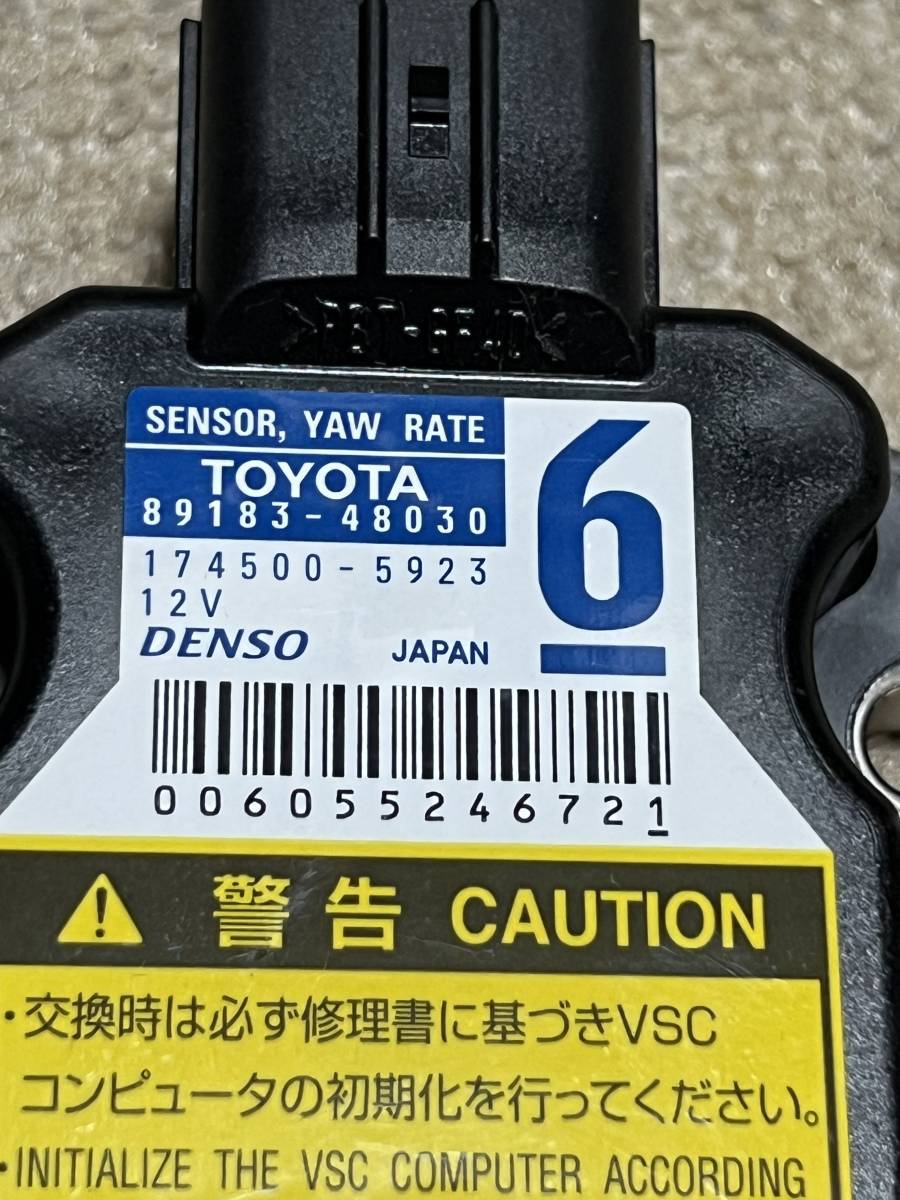 SENSOR, YAW RATE
TOYOTA
89183-48030
6
174500-5923
12V
DENSO JAPAN
006055246721
警告 CAUTION
・交換時は必ず修理書に基づきVSC
コンピュータの初期化を行ってください。
・INITIALIZE THE VSC COMPUTER ACCORDING